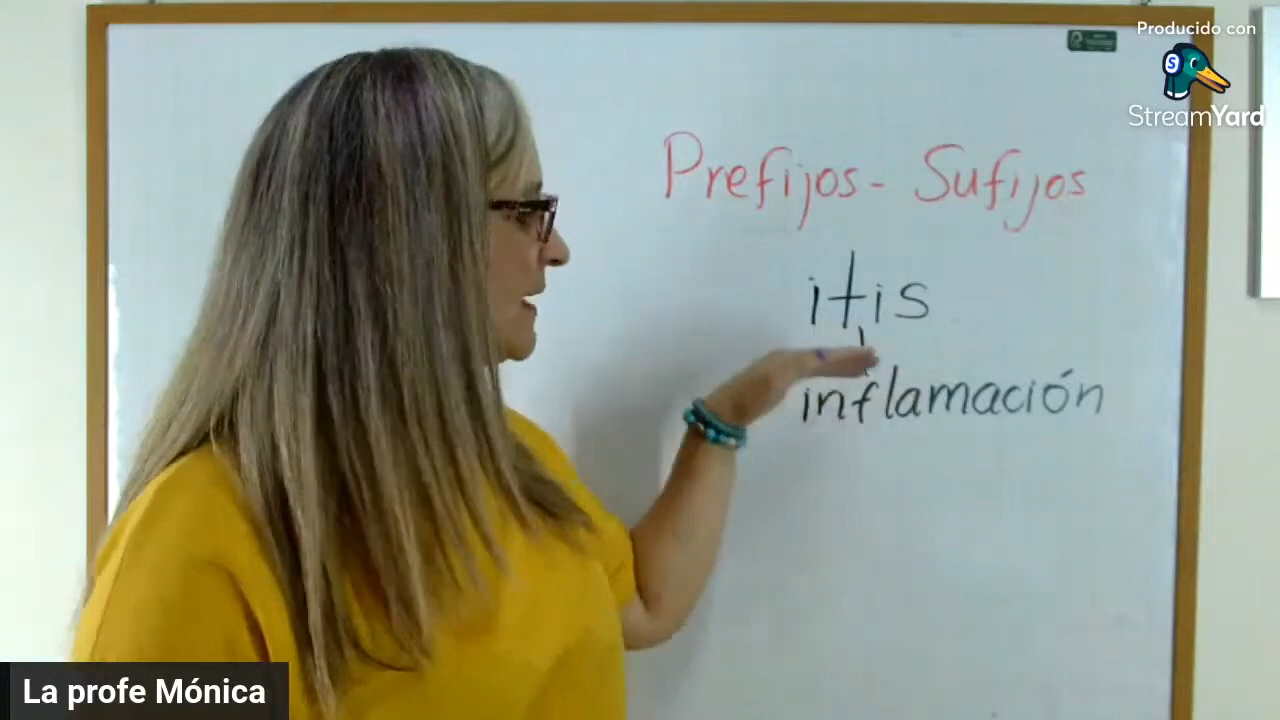 Producido con
StreamYard
Prefijos - Sufijos
itis
inflamación
La profe Mónica